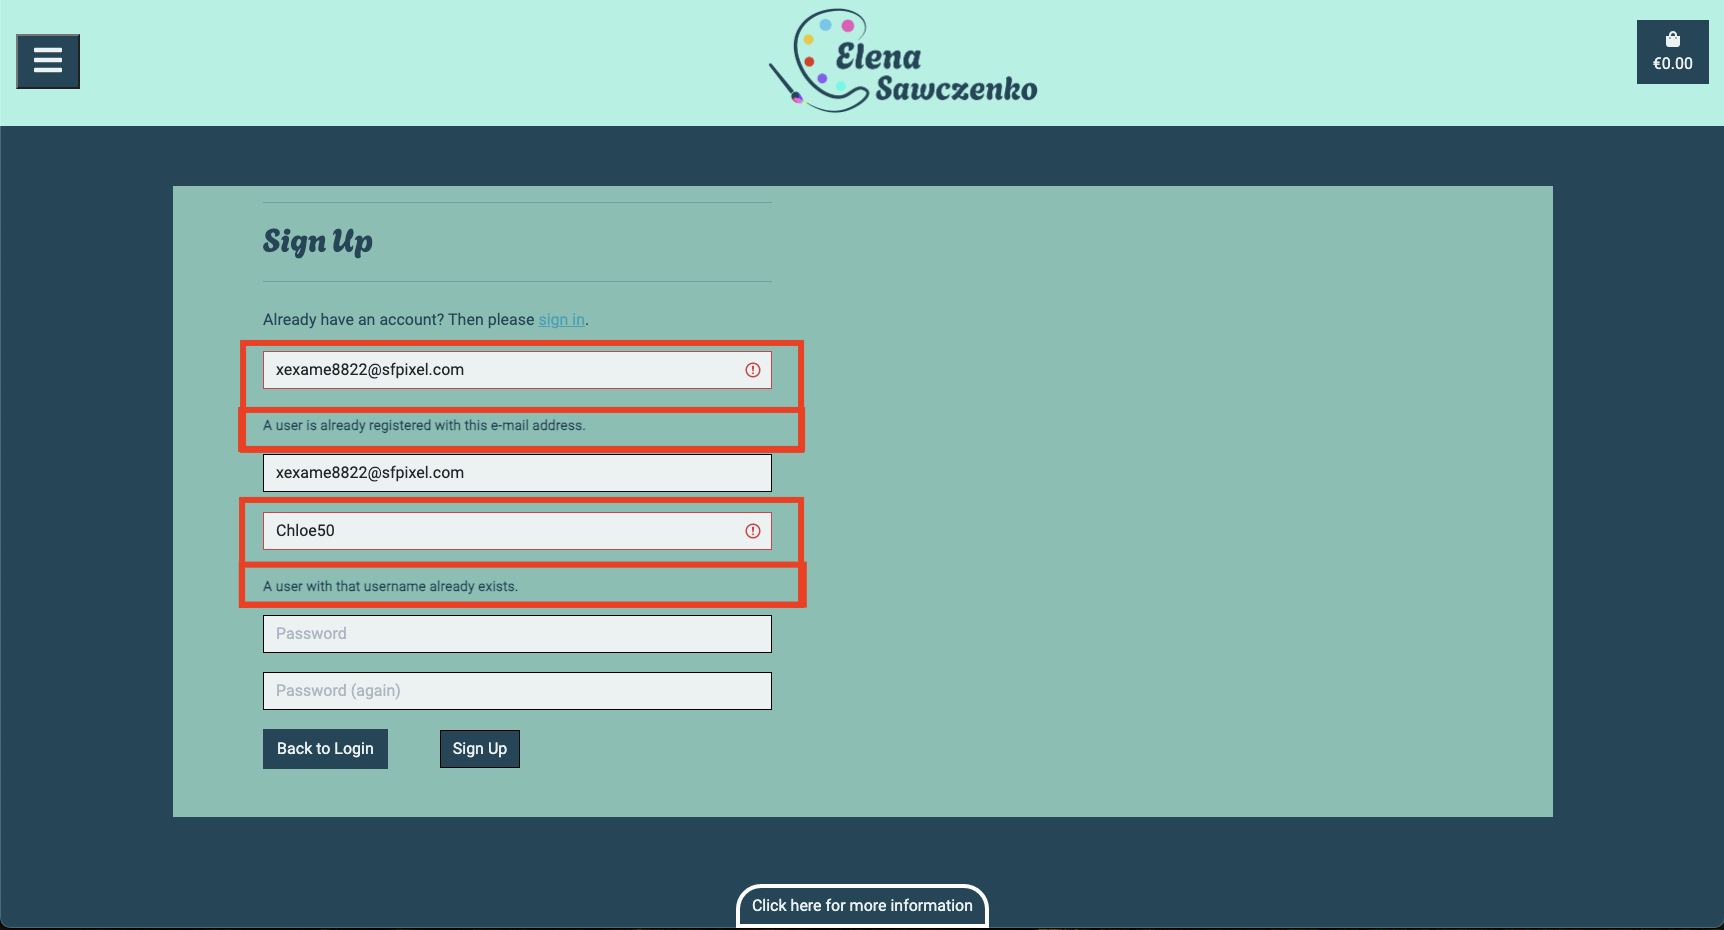 Elena
Sawczenko
€0.00
Sign Up
Already have an account? Then please sign in.
xexame8822@sfpixel.com
A user is already registered with this e-mail address.
xexame8822@sfpixel.com
Chloe50
A user with that username already exists.
Password
Password (again)
Back to Login
Sign Up
Click here for more information